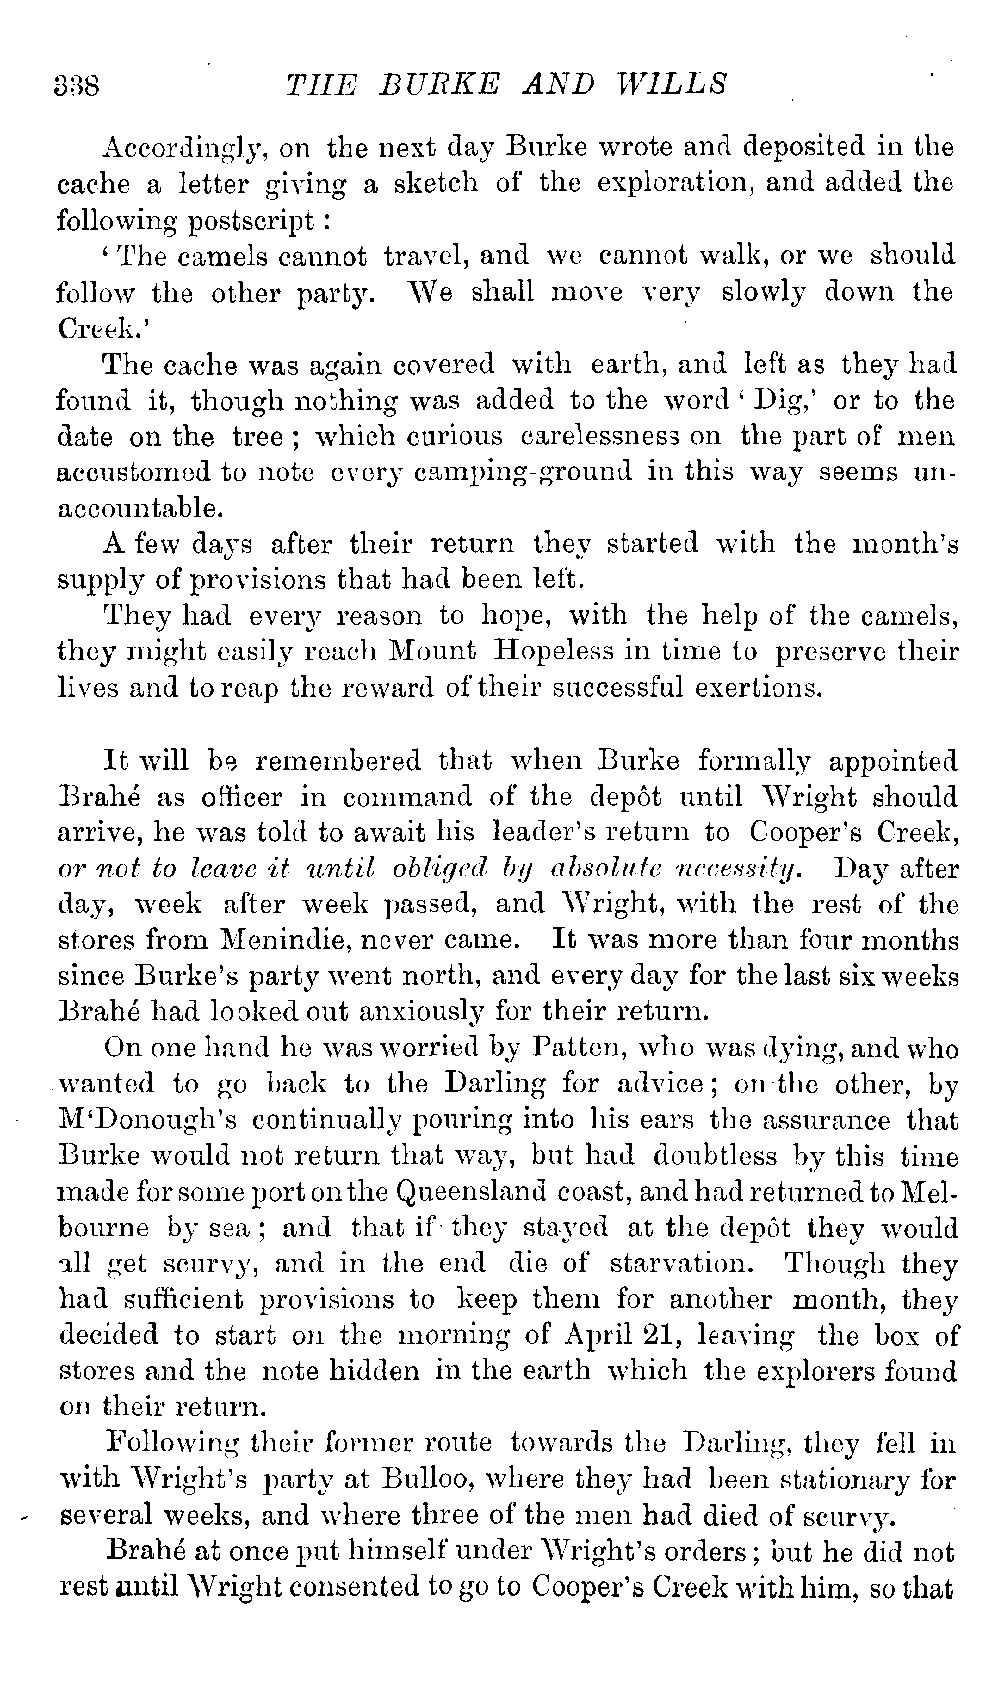 338 THE BURKE AND WILLS
Accordingly, on the next day Burke wrote and deposited in the
cache a letter giving a sketch of the exploration, and added the
following postscript :
‘ The camels cannot travel, and we cannot walk, or we should
follow the other party. We shall move very slowly down the
Creek.’
The cache was again covered with earth, and left as they had
found it, though nothing was added to the word ‘ Dig,’ or to the
date on the tree ; which curious carelessness on the part of men
accustomed to note every camping-ground in this way seems un-
accountable.
A few days after their return they started with the month’s
supply of provisions that had been left.
They had every reason to hope, with the help of the camels,
they might easily reach Mount Hopeless in time to preserve their
lives and to reap the reward of their successful exertions.
It will be remembered that when Burke formally appointed
Brahé as officer in command of the depôt until Wright should
arrive, he was told to await his leader’s return to Cooper’s Creek,
or not to leave it until obliged by absolute necessity. Day after
day, week after week passed, and Wright, with the rest of the
stores from Menindie, never came. It was more than four months
since Burke’s party went north, and every day for the last six weeks
Brahé had looked out anxiously for their return.
On one hand he was worried by Patten, who was dying, and who
wanted to go back to the Darling for advice ; on the other, by
M‘Donough’s continually pouring into his ears the assurance that
Burke would not return that way, but had doubtless by this time
made for some port on the Queensland coast, and had returned to Mel-
bourne by sea ; and that if they stayed at the depôt they would
all get scurvy, and in the end die of starvation. Though they
had sufficient provisions to keep them for another month, they
decided to start on the morning of April 21, leaving the box of
stores and the note hidden in the earth which the explorers found
on their return.
Following their former route towards the Darling, they fell in
with Wright’s party at Bulloo, where they had been stationary for
several weeks, and where three of the men had died of scurvy.
Brahé at once put himself under Wright’s orders ; but he did not
rest until Wright consented to go to Cooper’s Creek with him, so that